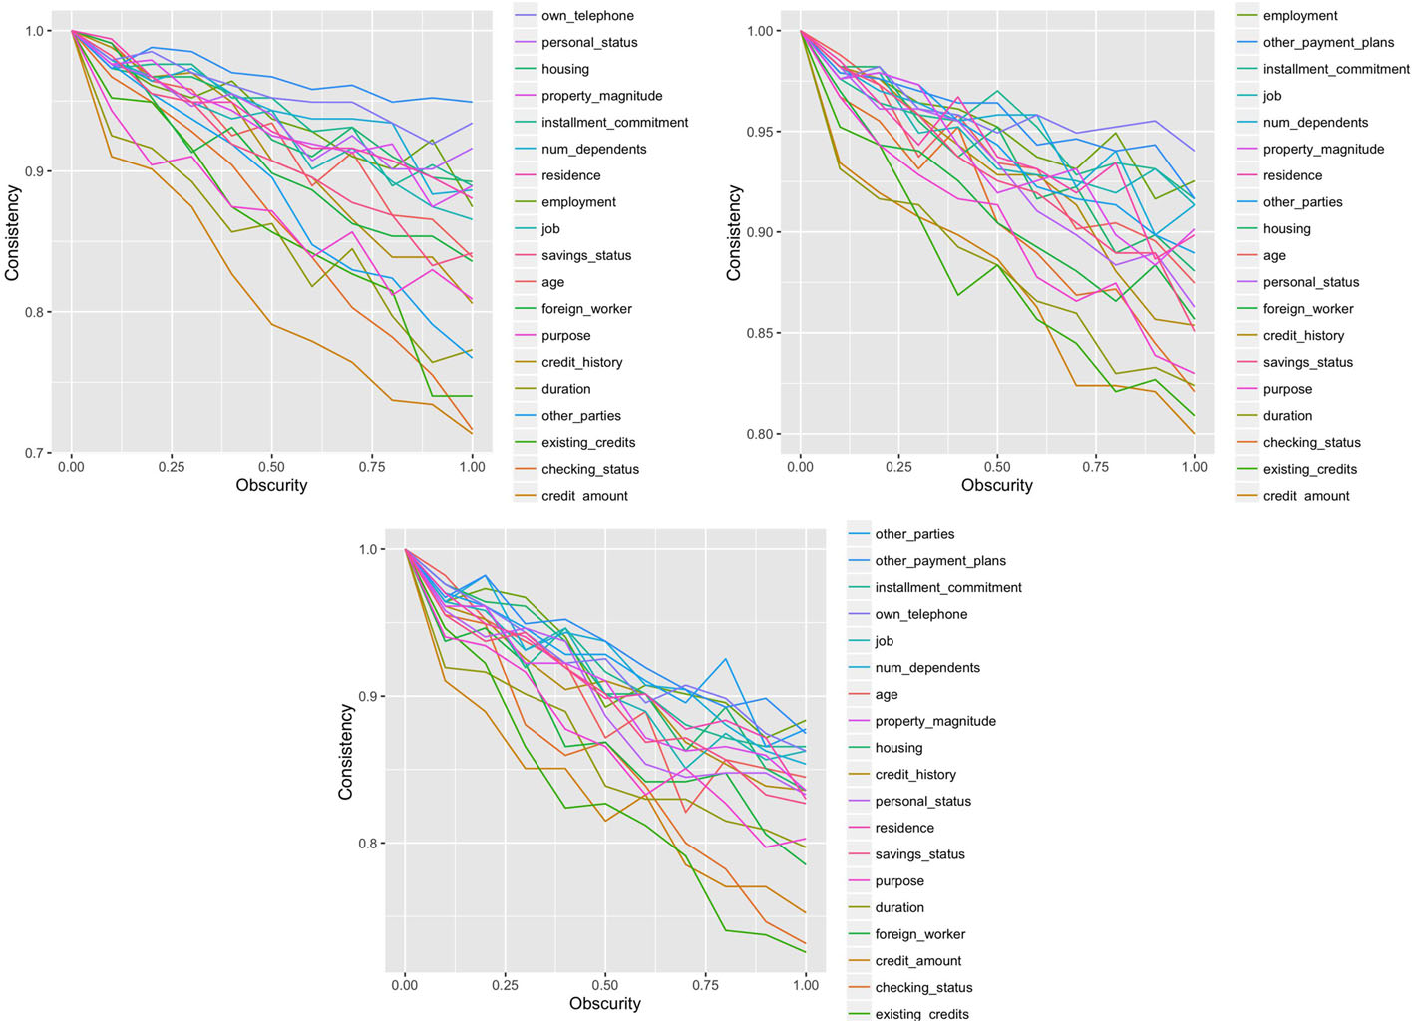 1.0
0.9
0.8
0.7
Consistency
0.00
0.25
0.50
0.75
1.00
Obscurity
own_telephone
personal_status
housing
property_magnitude
installment_commitment
num_dependents
residence
employment
job
savings_status
age
foreign_worker
purpose
credit_history
duration
other_parties
existing_credits
checking_status
credit_amount
1.00
0.95
0.90
0.85
0.80
Consistency
0.00
0.25
0.50
0.75
1.00
Obscurity
employment
other_payment_plans
installment_commitment
job
num_dependents
property_magnitude
residence
other_parties
housing
age
personal_status
foreign_worker
credit_history
savings_status
purpose
duration
checking_status
existing_credits
credit_amount
1.0
0.9
0.8
Consistency
0.00
0.25
0.50
0.75
1.00
Obscurity
other_parties
other_payment_plans
installment_commitment
own_telephone
job
num_dependents
age
property_magnitude
housing
credit_history
personal_status
residence
savings_status
purpose
duration
foreign_worker
credit_amount
checking_status
existing_credits